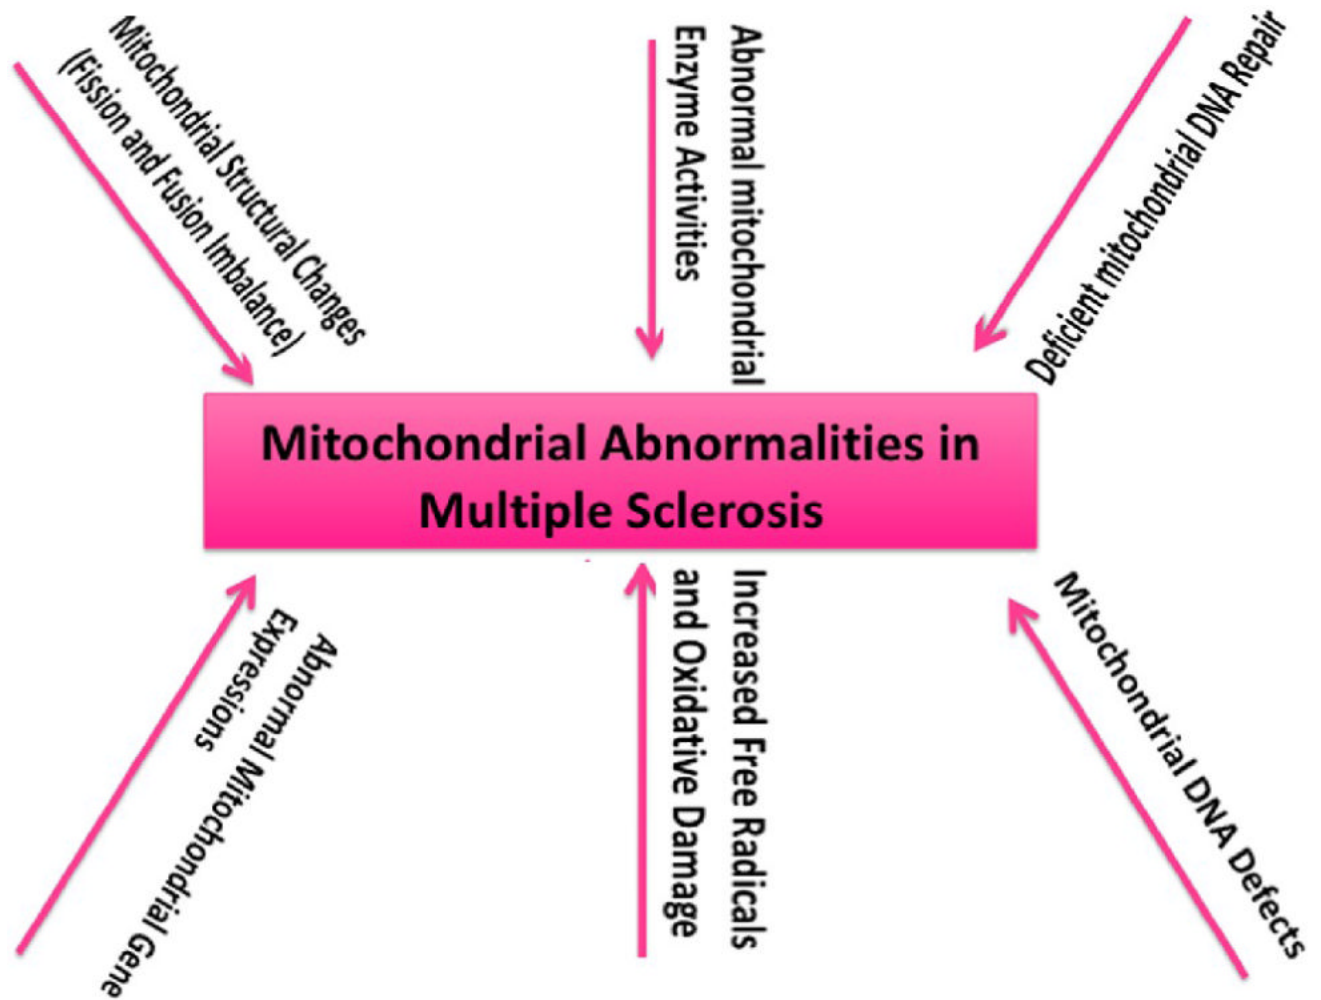 Mitochondrial Structural Changes
(Fission and Fusion Imbalance)
Abnormal mitochondrial
Enzyme Activities
Deficient mitochondrial DNA Repair
Mitochondrial Abnormalities in
Multiple Sclerosis
Abnormal Mitochondrial Gene
Expressions
Increased Free Radicals
and Oxidative Damage
Mitochondrial DNA Defects